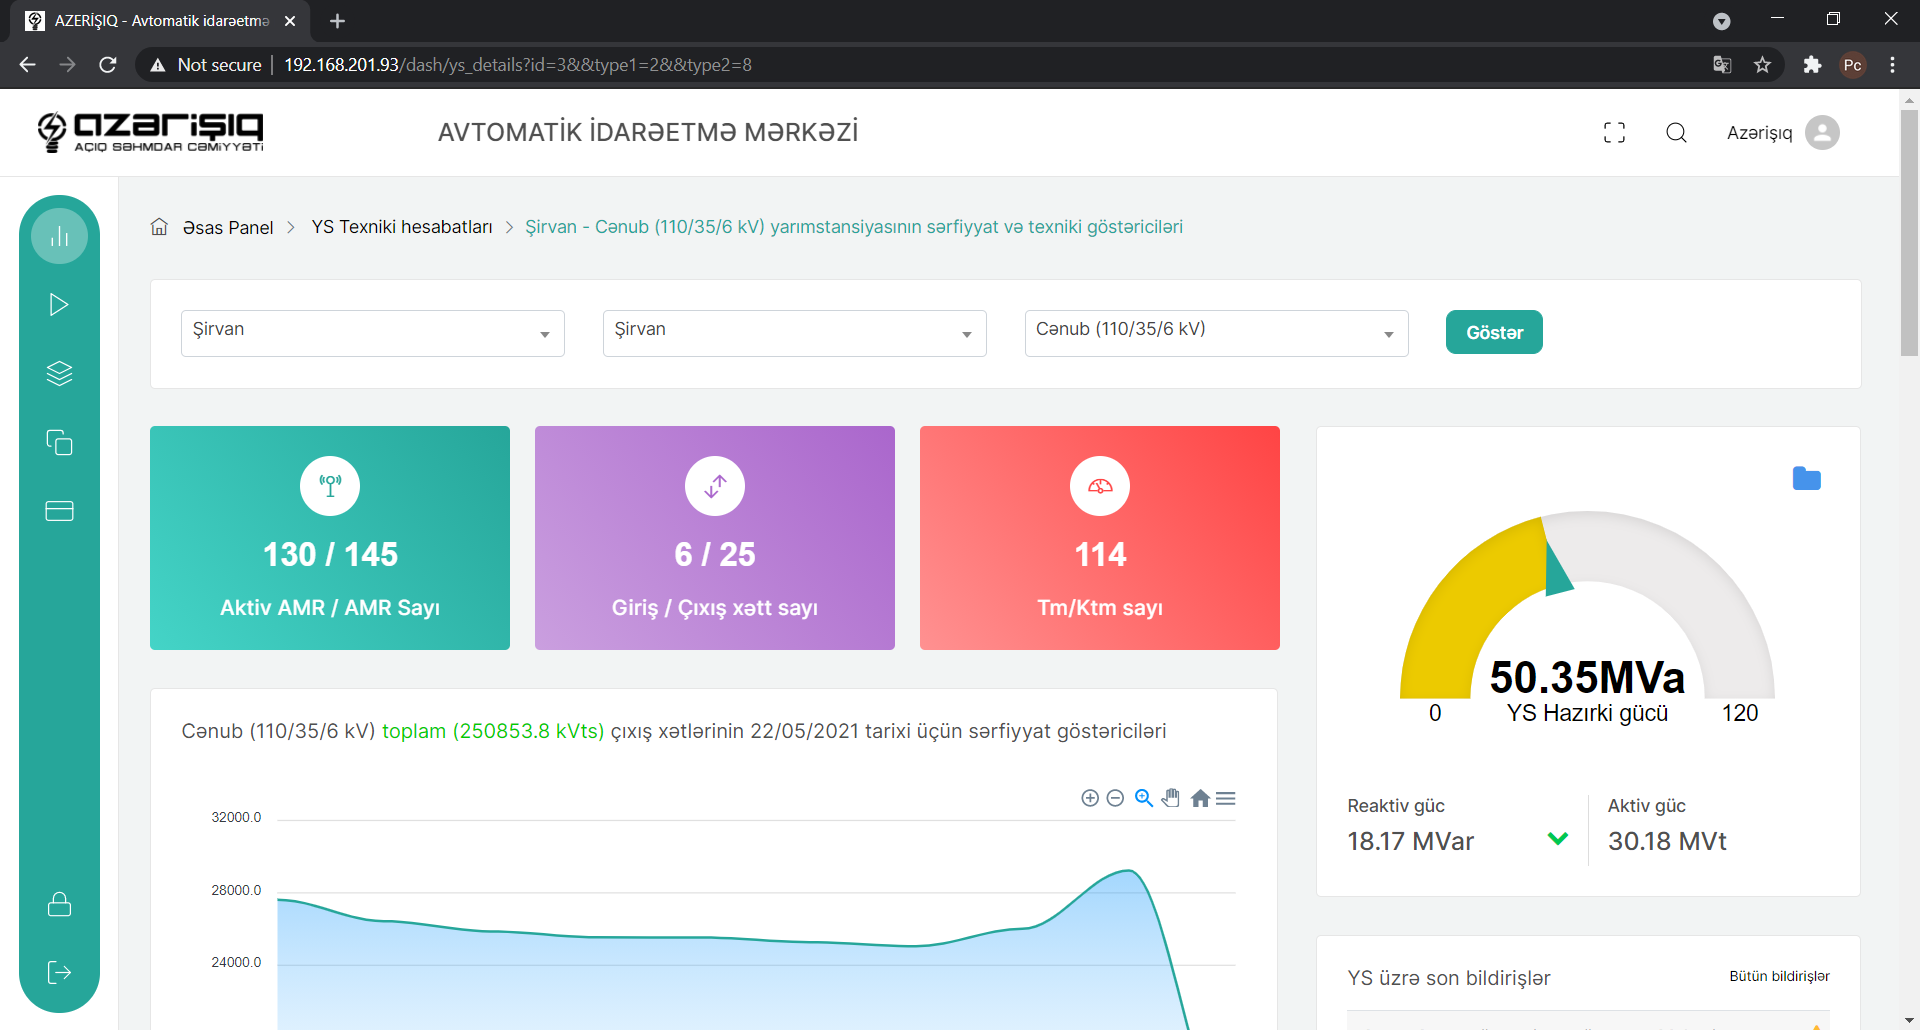 AZERİŞIQ - Avtomatik idarəetmə
Not secure
192.168.201.93/dash/ys_details?id=3&&type1=2&&type2=8
Pc
azərişıq
AÇIQ SƏHMDAR CƏMİYYƏTİ
AVTOMATİK İDARƏETMƏ MƏRKƏZİ
Azərişıq
Əsas Panel
YS Texniki hesabatları
Şirvan - Cənub (110/35/6 kV) yarımstansiyasının sərfiyyat və texniki göstəriciləri
Şirvan
Şirvan
Cənub (110/35/6 kV)
Göstər
130 / 145
Aktiv AMR / AMR Sayı
6 / 25
Giriş / Çıxış xətt sayı
114
Tm/Ktm sayı
50.35MVa
0
YS Hazırki gücü
120
Reaktiv güc
18.17 MVar
Aktiv güc
30.18 MVt
Cənub (110/35/6 kV) toplam (250853.8 kVts) çıxış xətlərinin 22/05/2021 tarixi üçün sərfiyyat göstəriciləri
32000.0
28000.0
24000.0
YS üzrə son bildirişlər
Bütün bildirişlər